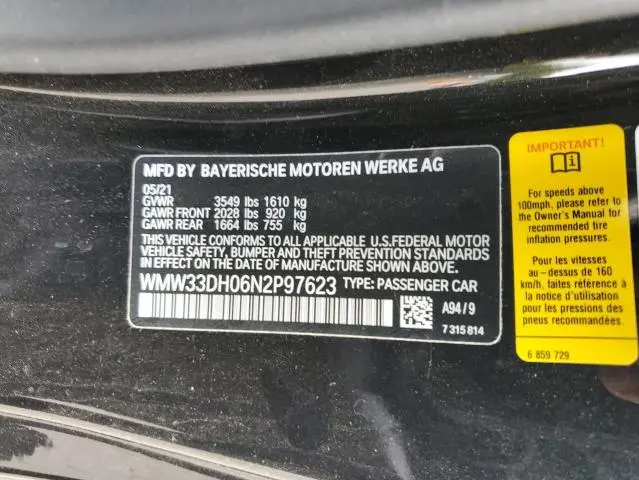 MFD BY BAYERISCHE MOTOREN WERKE AG
05/21
GVWR 3549 lbs 1610 kg
GAWR FRONT 2028 lbs 920 kg
GAWR REAR 1664 lbs 755 kg
THIS VEHICLE CONFORMS TO ALL APPLICABLE U.S.FEDERAL MOTOR
VEHICLE SAFETY, BUMPER AND THEFT PREVENTION STANDARDS
IN EFFECT ON THE DATE OF MANUFACTURE SHOWN ABOVE.
WMW33DH06N2P97623 TYPE: PASSENGER CAR
A94/9
7315814
IMPORTANT!
For speeds above
100mph, please refer to
the Owner's Manual for
recommended tire
inflation pressures.
Pour les vitesses
au-dessus de 160
km/h, faites référence à
la notice d'utilisation
pour les pressions des
pneus recommandées.
6 859 729